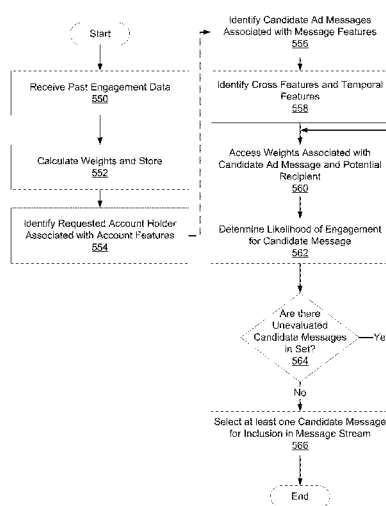 Start
Receive Past Engagement Data
550
Calculate Weights and Store
552
Identify Requested Account Holder
Associated with Account Features
554
Identify Candidate Ad Messages
Associated with Message Features
556
Identify Cross Features and Temporal
Features
558
Access Weights Associated with
Candidate Ad Message and Potential
Recipient
560
Determine Likelihood of Engagement
for Candidate Message
562
Are there
Unevaluated
Candidate Messages
in Set?
564
Yes
No
Select at least one Candidate Message
for Inclusion in Message Stream
566
End